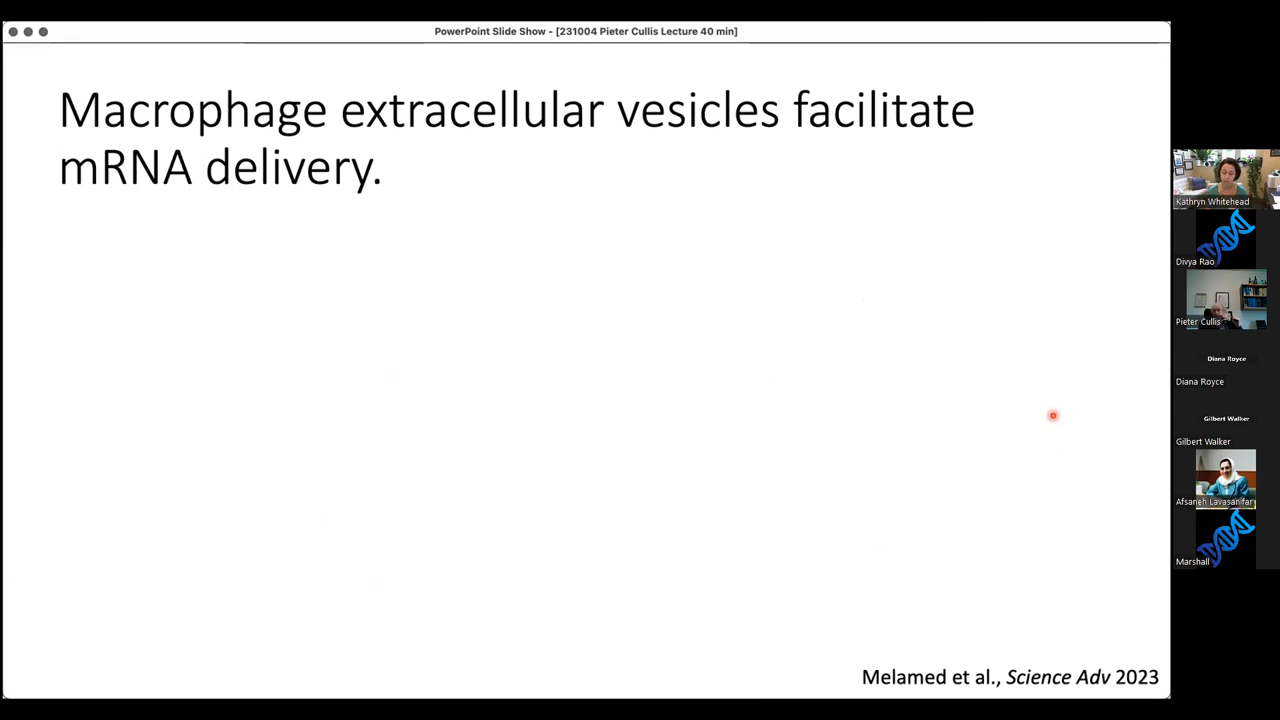 PowerPoint Slide Show - [231004 Pieter Cullis Lecture 40 min]
Macrophage extracellular vesicles facilitate
mRNA delivery.
Melamed et al., Science Adv 2023
Kathryn Whitehead
Divya Rao
Pieter Cullis
Diana Royce
Diana Royce
Gilbert Walker
Gilbert Walker
Afsaneh Lavasanifar
Marshall